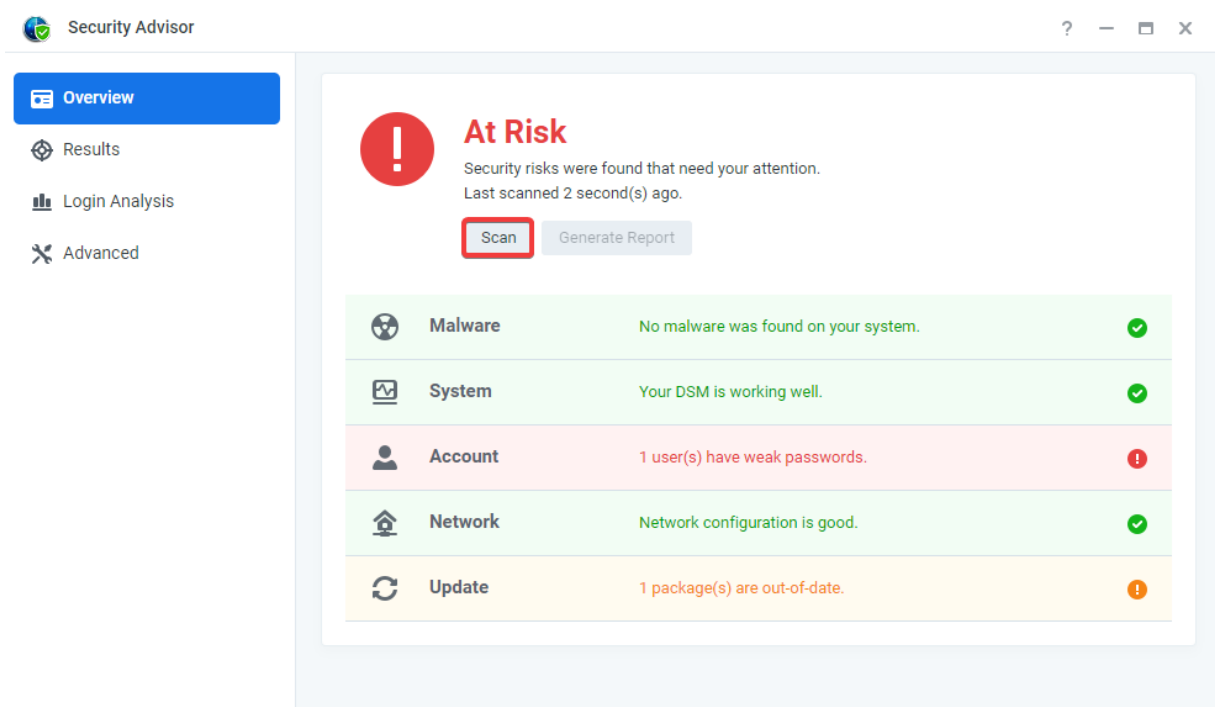 Security Advisor
?
Overview
Results
Login Analysis
Advanced
At Risk
Security risks were found that need your attention.
Last scanned 2 second(s) ago.
Scan Generate Report
Malware No malware was found on your system.
System Your DSM is working well.
Account 1 user(s) have weak passwords.
Network Network configuration is good.
Update 1 package(s) are out-of-date.